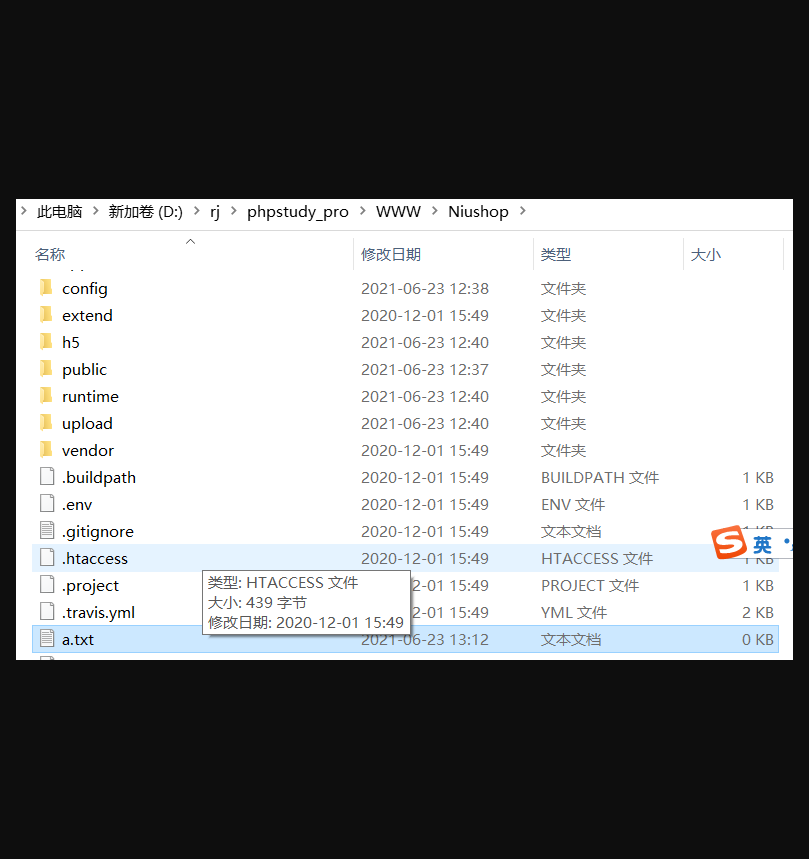 此电脑 > 新加卷 (D:) > rj > phpstudy_pro > WWW > Niushop >
名称 修改日期 类型 大小
config 2021-06-23 12:38 文件夹
extend 2020-12-01 15:49 文件夹
h5 2021-06-23 12:40 文件夹
public 2021-06-23 12:37 文件夹
runtime 2021-06-23 12:40 文件夹
upload 2021-06-23 12:40 文件夹
vendor 2020-12-01 15:49 文件夹
.buildpath 2020-12-01 15:49 BUILDPATH 文件 1 KB
.env 2020-12-01 15:49 ENV 文件 1 KB
.gitignore 2020-12-01 15:49 文本文档 1 KB
英
.htaccess 2020-12-01 15:49 HTACCESS 文件 1 KB
.project 2-01 15:49 PROJECT 文件 1 KB
.travis.yml 2-01 15:49 YML 文件 2 KB
类型: HTACCESS 文件
大小: 439 字节
修改日期: 2020-12-01 15:49
a.txt 2021-06-23 13:12 文本文档 0 KB